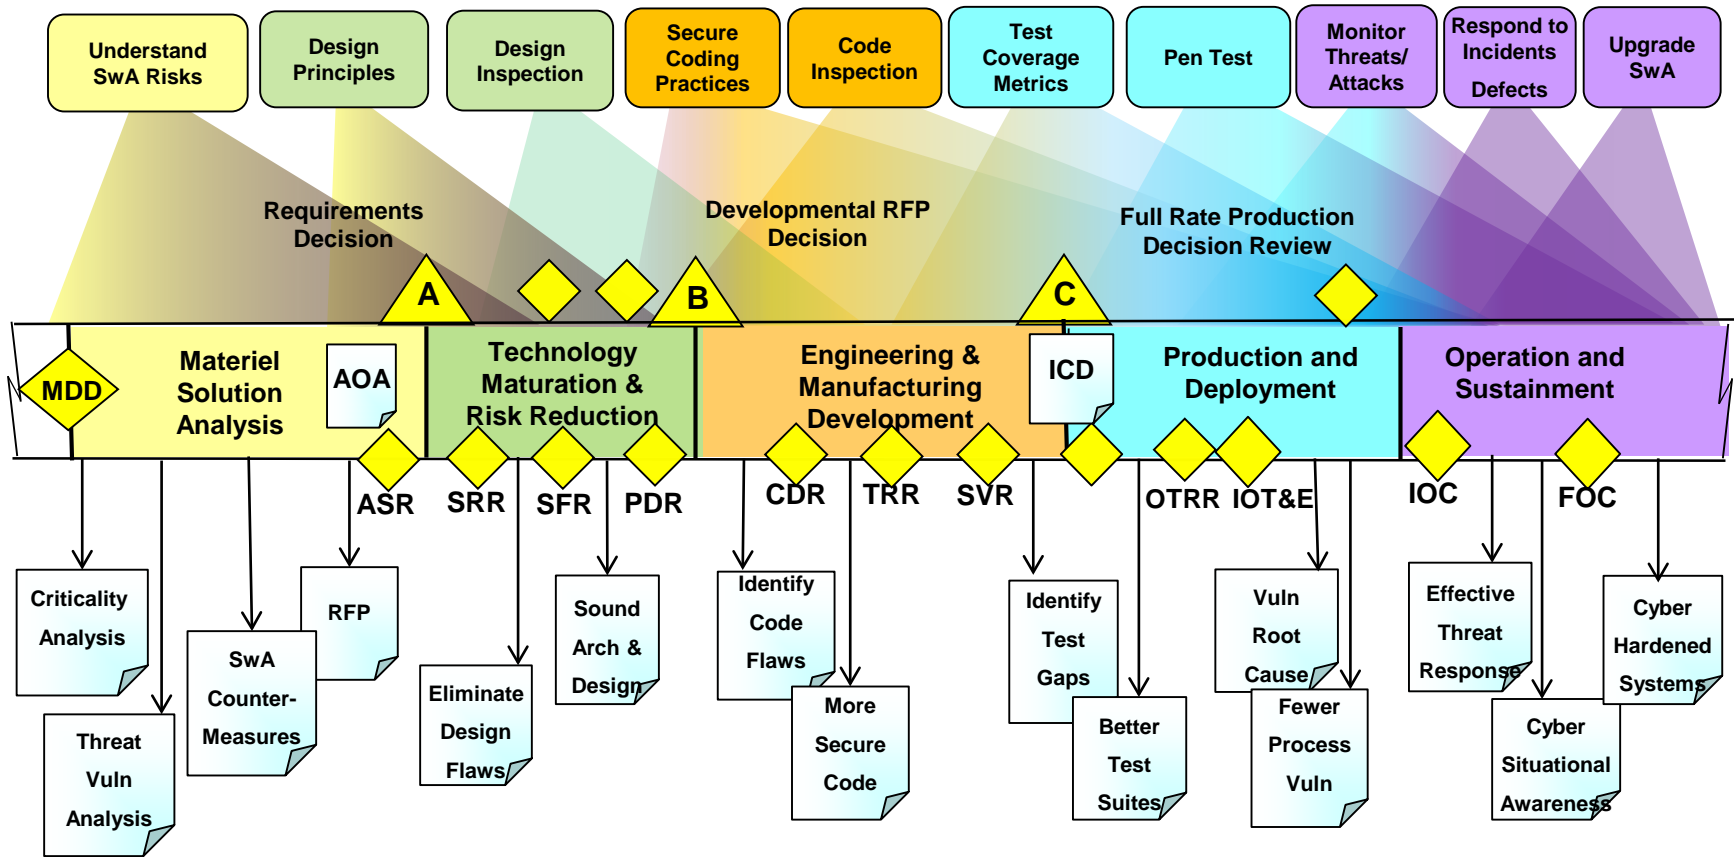 Understand
SwA Risks
Design
Principles
Design
Inspection
Secure
Coding
Practices
Code
Inspection
Test
Coverage
Metrics
Pen Test
Monitor
Threats/
Attacks
Respond to
Incidents
Defects
Upgrade
SwA
Requirements
Decision
Developmental RFP
Decision
Full Rate Production
Decision Review
A
B
C
MDD
Materiel
Solution
Analysis
AOA
Technology
Maturation &
Risk Reduction
Engineering &
Manufacturing
Development
ICD
Production and
Deployment
Operation and
Sustainment
ASR
SRR
SFR
PDR
CDR
TRR
SVR
OTRR
IOT&E
IOC
FOC
Criticality
Analysis
Threat
Vuln
Analysis
SwA
Counter-
Measures
RFP
Eliminate
Design
Flaws
Sound
Arch &
Design
Identify
Code
Flaws
More
Secure
Code
Identify
Test
Gaps
Better
Test
Suites
Vuln
Root
Cause
Fewer
Process
Vuln
Effective
Threat
Response
Cyber
Situational
Awareness
Cyber
Hardened
Systems